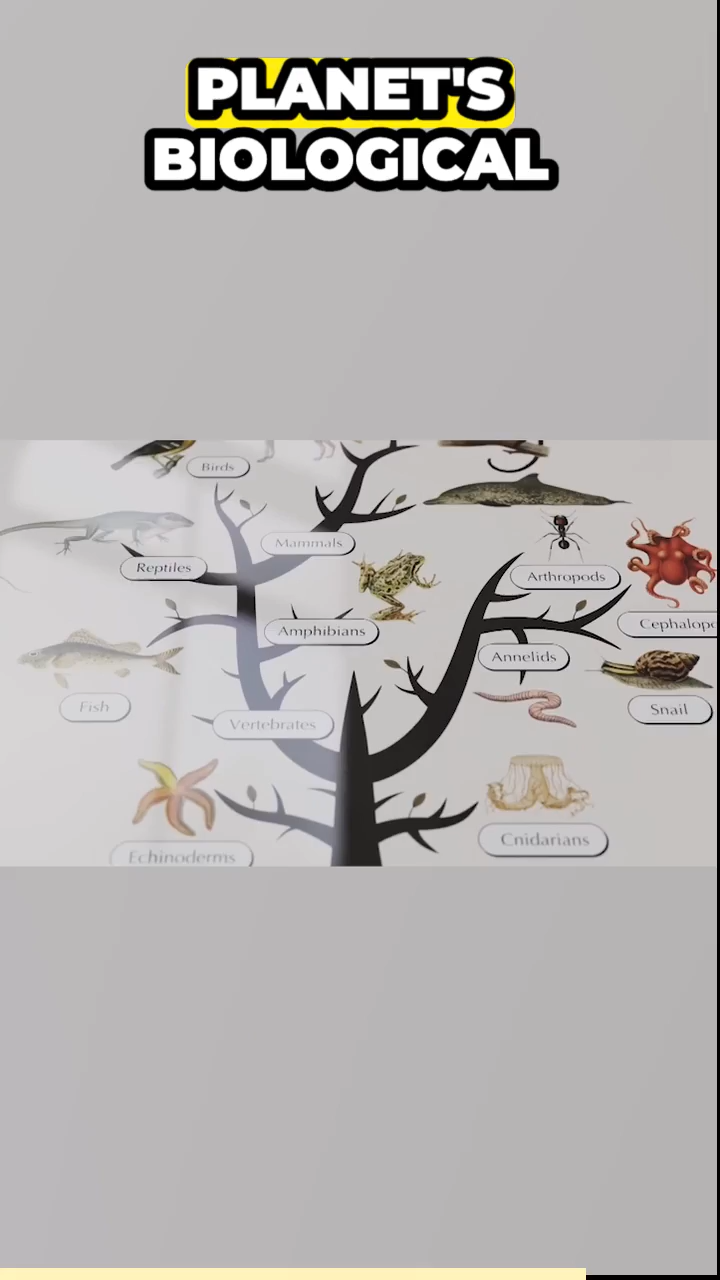 PLANET'S
BIOLOGICAL
Birds
Mammals
Reptiles
Arthropods
Amphibians
Cephalopo
Annelids
Fish
Snail
Vertebrates
Cnidarians
Echinoderms